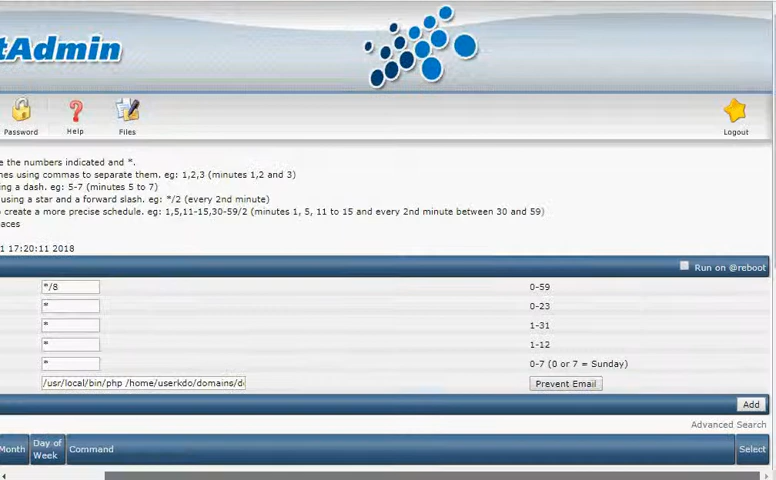 tAdmin
Password
Help
Files
Logout
e the numbers indicated and *.
nes using commas to separate them. eg: 1,2,3 (minutes 1,2 and 3)
ing a dash. eg: 5-7 (minutes 5 to 7)
using a star and a forward slash. eg: */2 (every 2nd minute)
o create a more precise schedule. eg: 1,5,11-15,30-59/2 (minutes 1, 5, 11 to 15 and every 2nd minute between 30 and 59)
aces
1 17:20:11 2018
Run on @reboot
*/8 0-59
* 0-23
* 1-31
* 1-12
* 0-7 (0 or 7 = Sunday)
/usr/local/bin/php /home/userkdo/domains/d Prevent Email
Add
Advanced Search
Month Day of Week Command Select